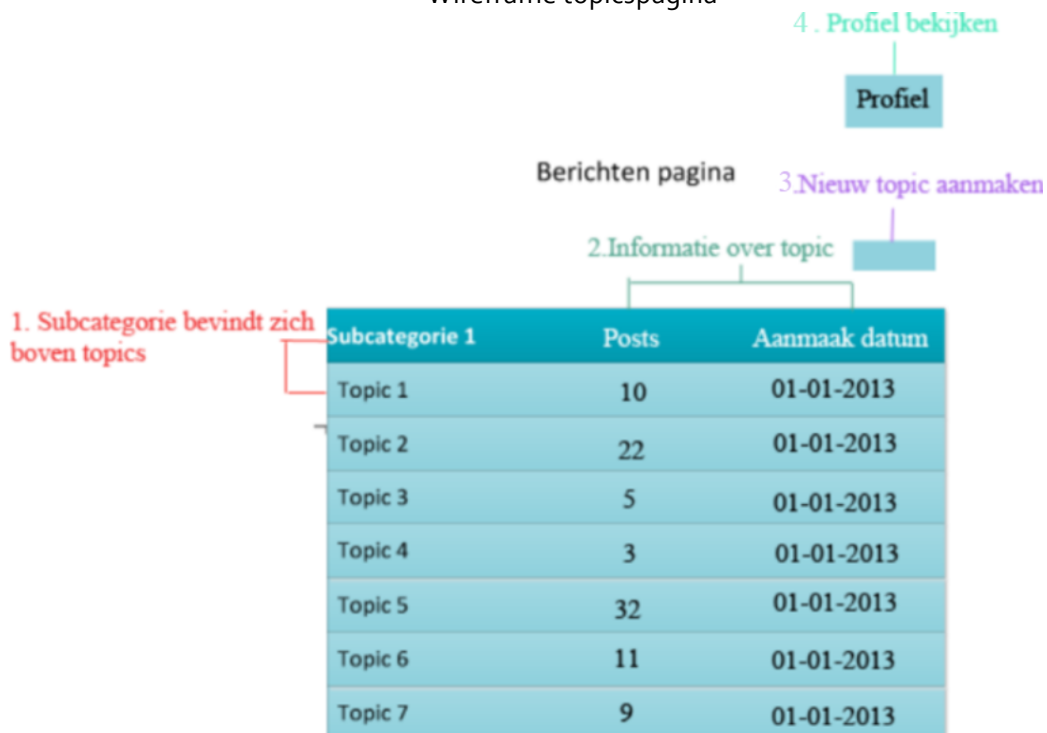 Wireframe topicspagina
4 . Profiel bekijken
Profiel
Berichten pagina
3.Nieuw topic aanmaken
2.Informatie over topic
1. Subcategorie bevindt zich
boven topics
Subcategorie 1 Posts Aanmaak datum
Topic 1 10 01-01-2013
Topic 2 22 01-01-2013
Topic 3 5 01-01-2013
Topic 4 3 01-01-2013
Topic 5 32 01-01-2013
Topic 6 11 01-01-2013
Topic 7 9 01-01-2013